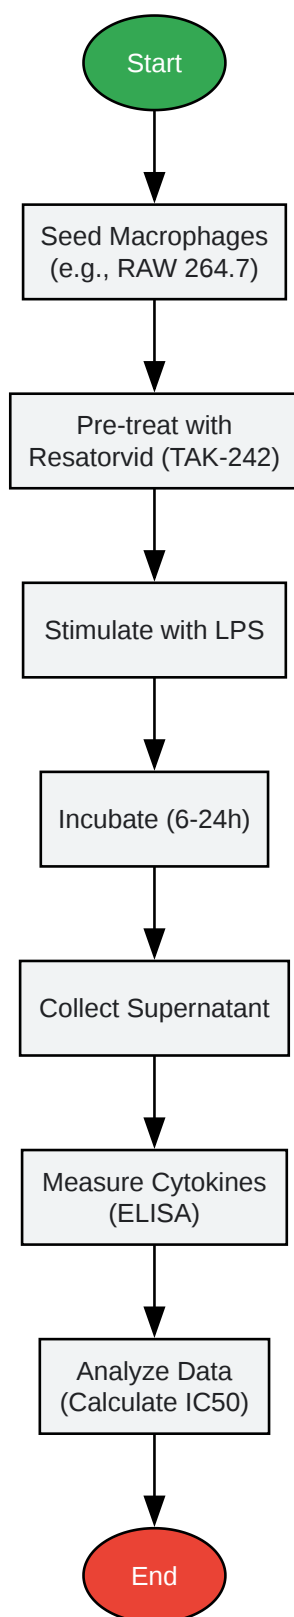 Start
Seed Macrophages
(e.g., RAW 264.7)
Pre-treat with
Resatorvid (TAK-242)
Stimulate with LPS
Incubate (6-24h)
Collect Supernatant
Measure Cytokines
(ELISA)
Analyze Data
(Calculate IC50)
End